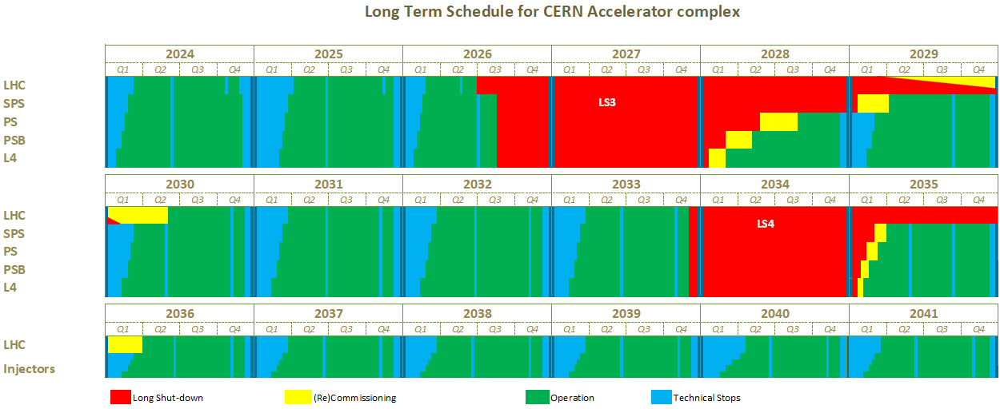 Long Term Schedule for CERN Accelerator complex
2024 2025 2026 2027 2028 2029
Q1 Q2 Q3 Q4 Q1 Q2 Q3 Q4 Q1 Q2 Q3 Q4 Q1 Q2 Q3 Q4 Q1 Q2 Q3 Q4 Q1 Q2 Q3 Q4
LHC
SPS LS3
PS
PSB
L4
2030 2031 2032 2033 2034 2035
Q1 Q2 Q3 Q4 Q1 Q2 Q3 Q4 Q1 Q2 Q3 Q4 Q1 Q2 Q3 Q4 Q1 Q2 Q3 Q4 Q1 Q2 Q3 Q4
LHC LS4
SPS
PS
PSB
L4
2036 2037 2038 2039 2040 2041
Q1 Q2 Q3 Q4 Q1 Q2 Q3 Q4 Q1 Q2 Q3 Q4 Q1 Q2 Q3 Q4 Q1 Q2 Q3 Q4 Q1 Q2 Q3 Q4
LHC
Injectors
Long Shut-down (Re)Commissioning Operation Technical Stops